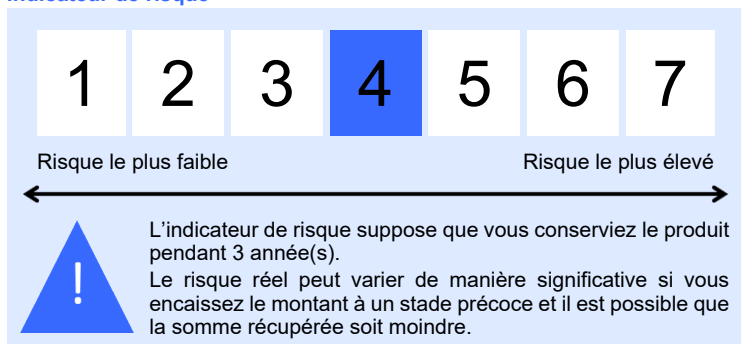 Indicateur de risque
1 2 3 4 5 6 7
Risque le plus faible Risque le plus élevé
L'indicateur de risque suppose que vous conserviez le produit
pendant 3 année(s).
Le risque réel peut varier de manière significative si vous
encaissez le montant à un stade précoce et il est possible que
la somme récupérée soit moindre.
!